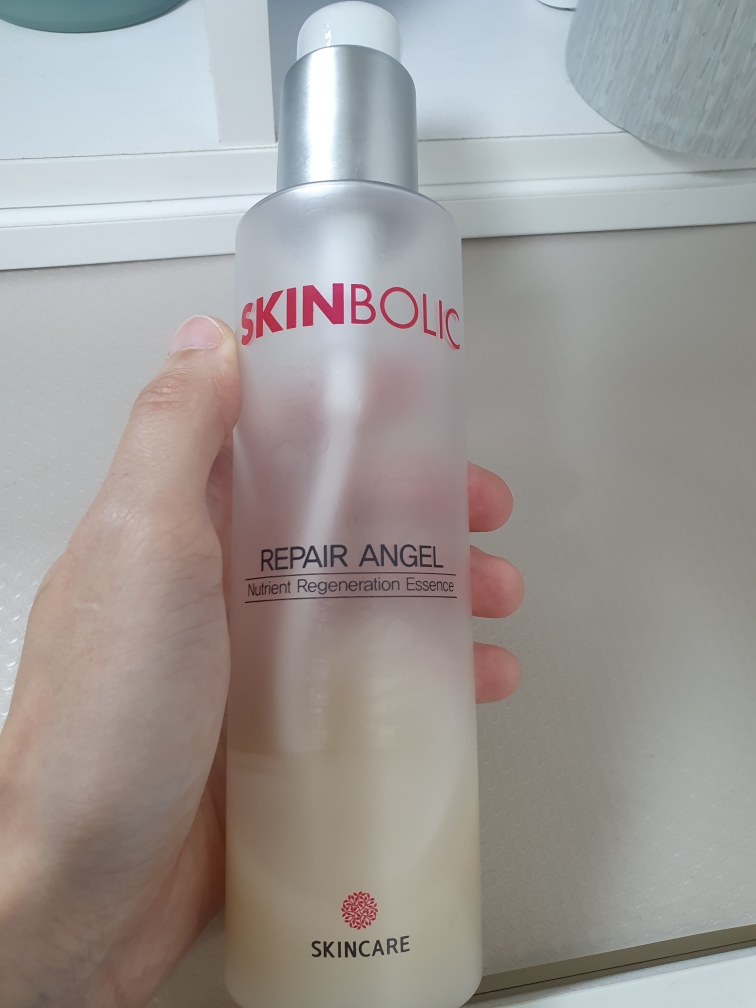 SKINBOLIC
REPAIR ANGEL
Nutrient Regeneration Essence
SKINCARE